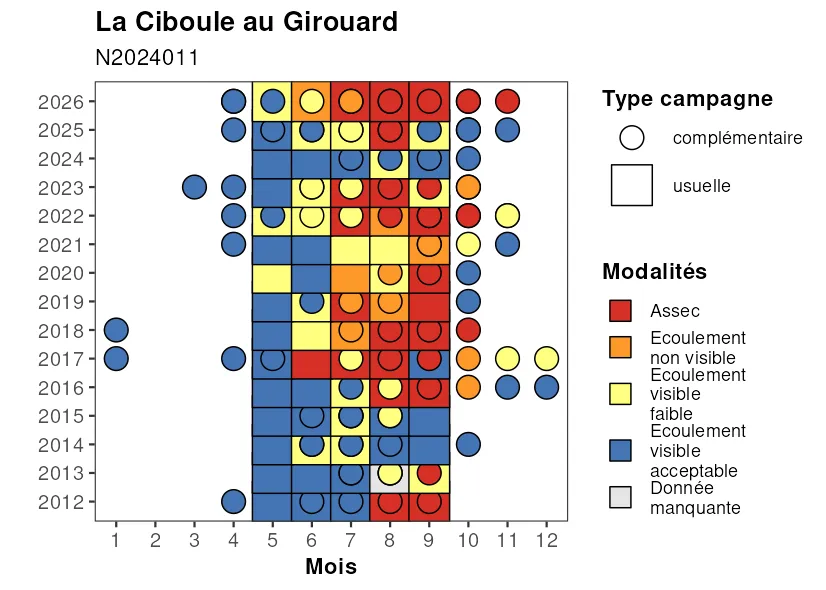 La Ciboule au Girouard
N2024011
2026
2025
2024
2023
2022
2021
2020
2019
2018
2017
2016
2015
2014
2013
2012
1 2 3 4 5 6 7 8 9 10 11 12
Mois
Type campagne
complémentaire
usuelle
Modalités
Assec
Ecoulement
non visible
Ecoulement
visible
faible
Ecoulement
visible
acceptable
Donnée
manquante